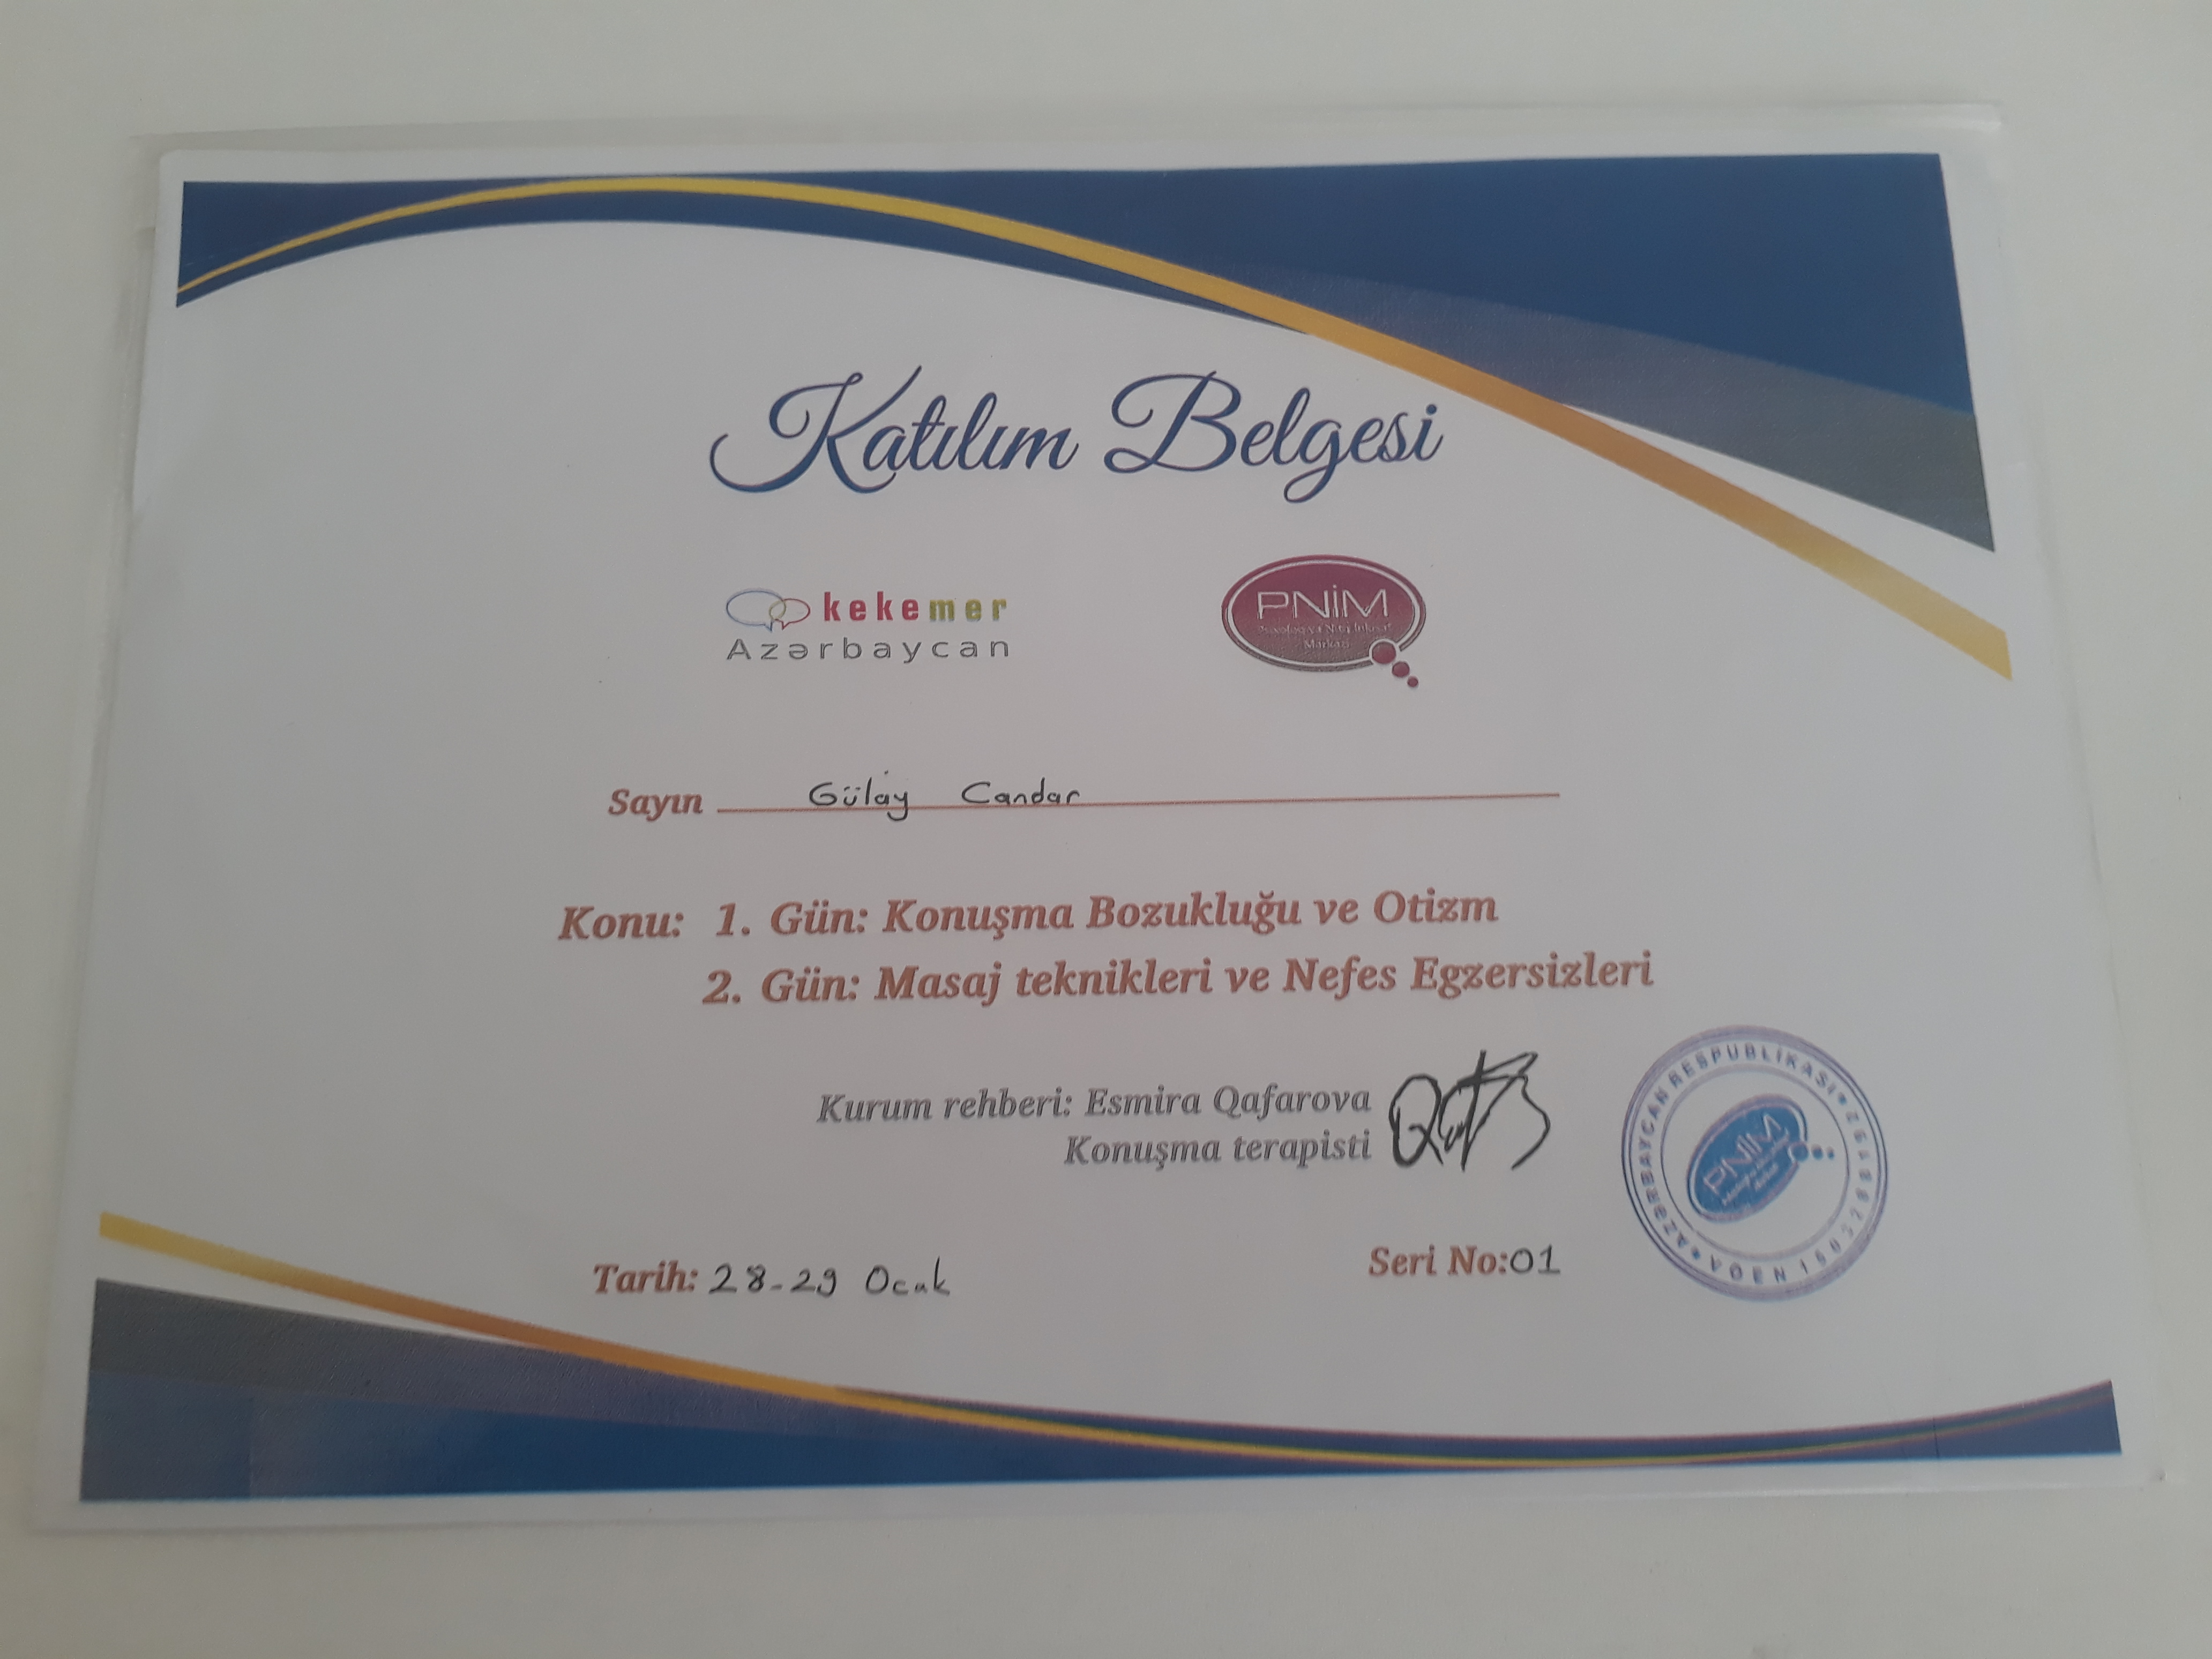 Katılım Belgesi
kekemer
Azərbaycan
PNİM
Sayın Gülay Candar
Konu: 1. Gün: Konuşma Bozukluğu ve Otizm
2. Gün: Masaj teknikleri ve Nefes Egzersizleri
Kurum rehberi: Esmira Qafarova
Konuşma terapisti
AZƏRBAYCAN RESPUBLİKASI
PNİM
VÖEN
Tarih: 28-29 Ocak
Seri No:01